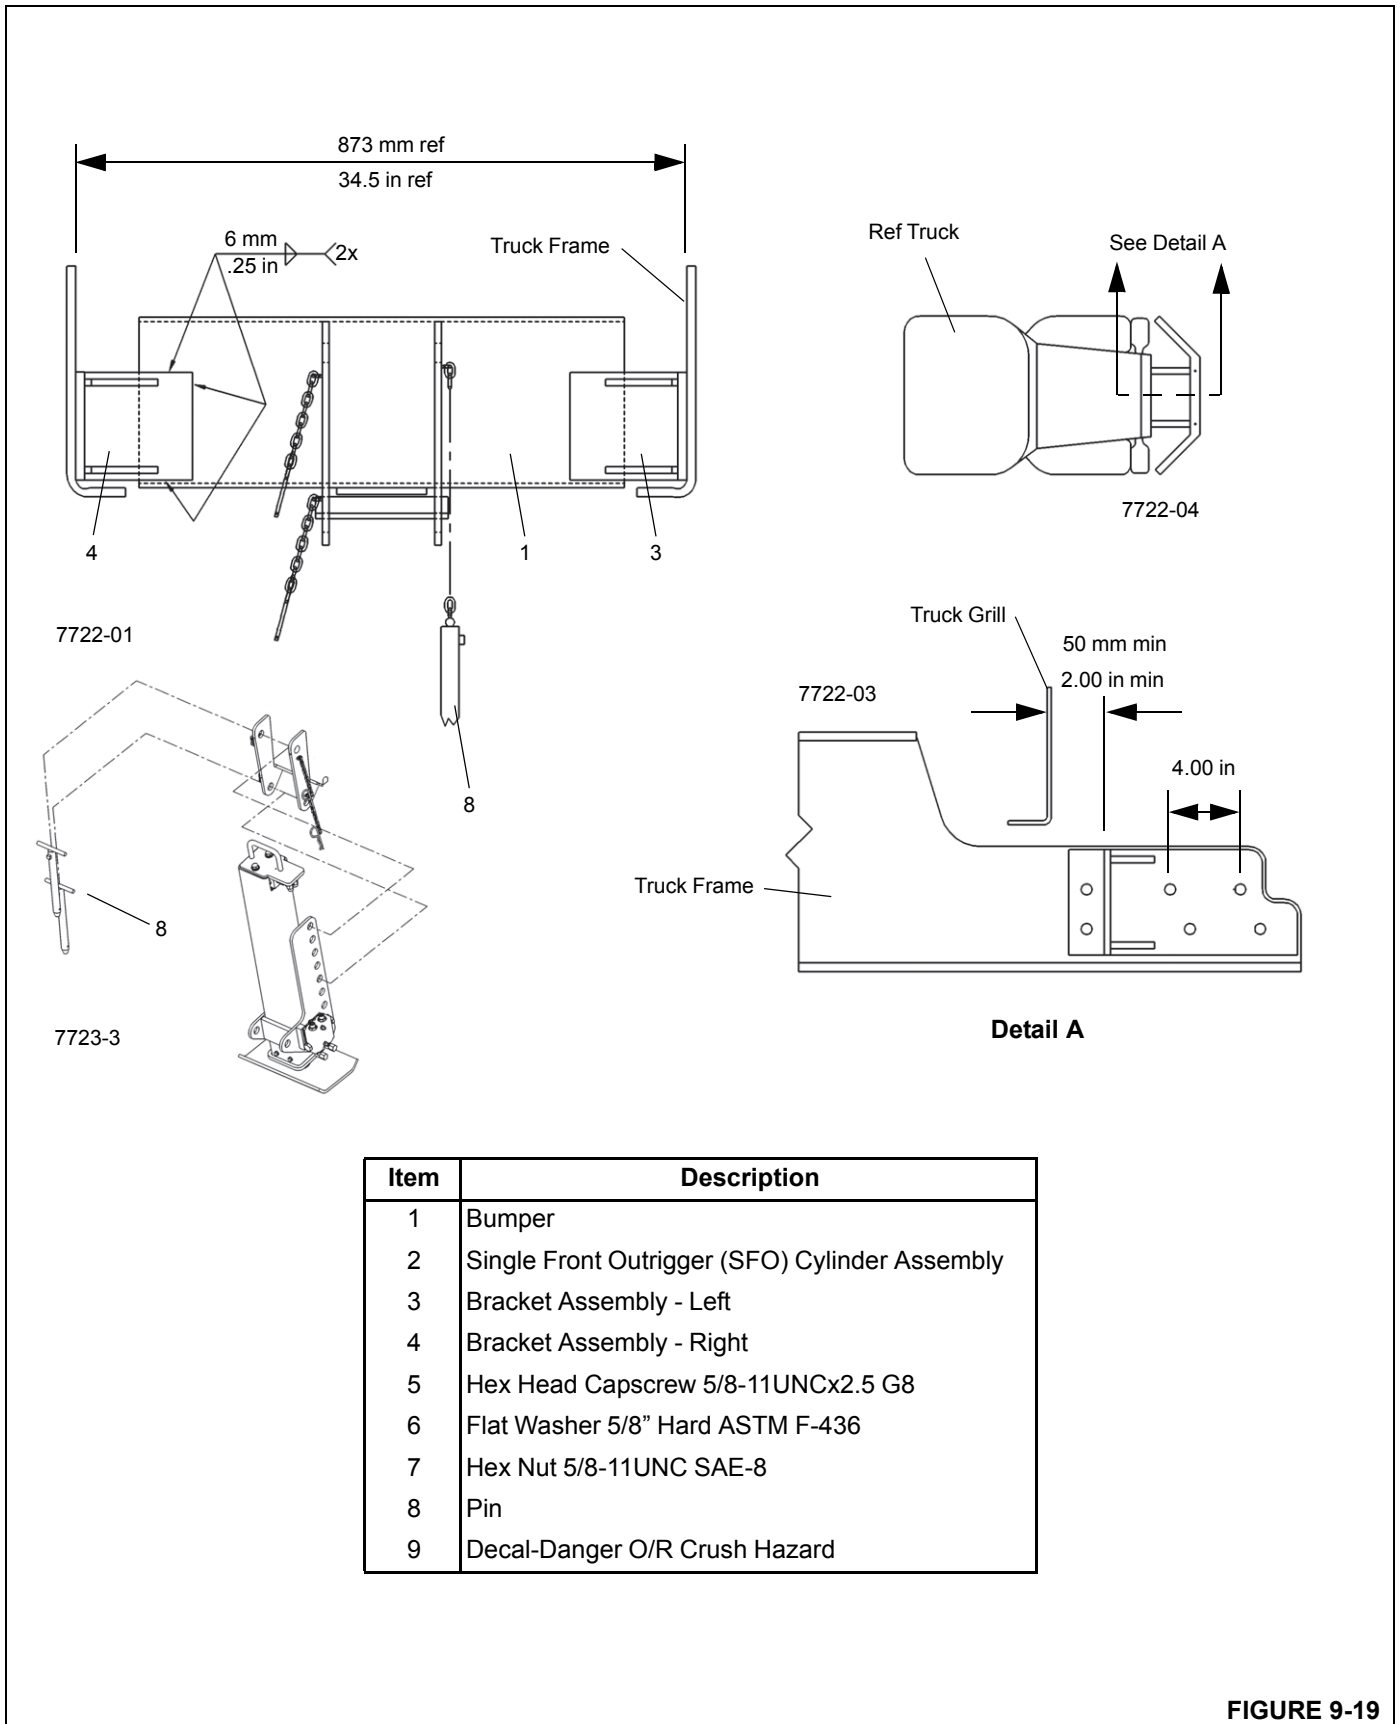 873 mm ref
34.5 in ref
6 mm
.25 in
2x
Truck Frame
4
1
3
7722-01
8
Ref Truck
See Detail A
7722-04
Truck Grill
50 mm min
2.00 in min
7722-03
4.00 in
Truck Frame
Detail A
8
7723-3
Item Description
1 Bumper
2 Single Front Outrigger (SFO) Cylinder Assembly
3 Bracket Assembly - Left
4 Bracket Assembly - Right
5 Hex Head Capscrew 5/8-11UNCx2.5 G8
6 Flat Washer 5/8” Hard ASTM F-436
7 Hex Nut 5/8-11UNC SAE-8
8 Pin
9 Decal-Danger O/R Crush Hazard
FIGURE 9-19